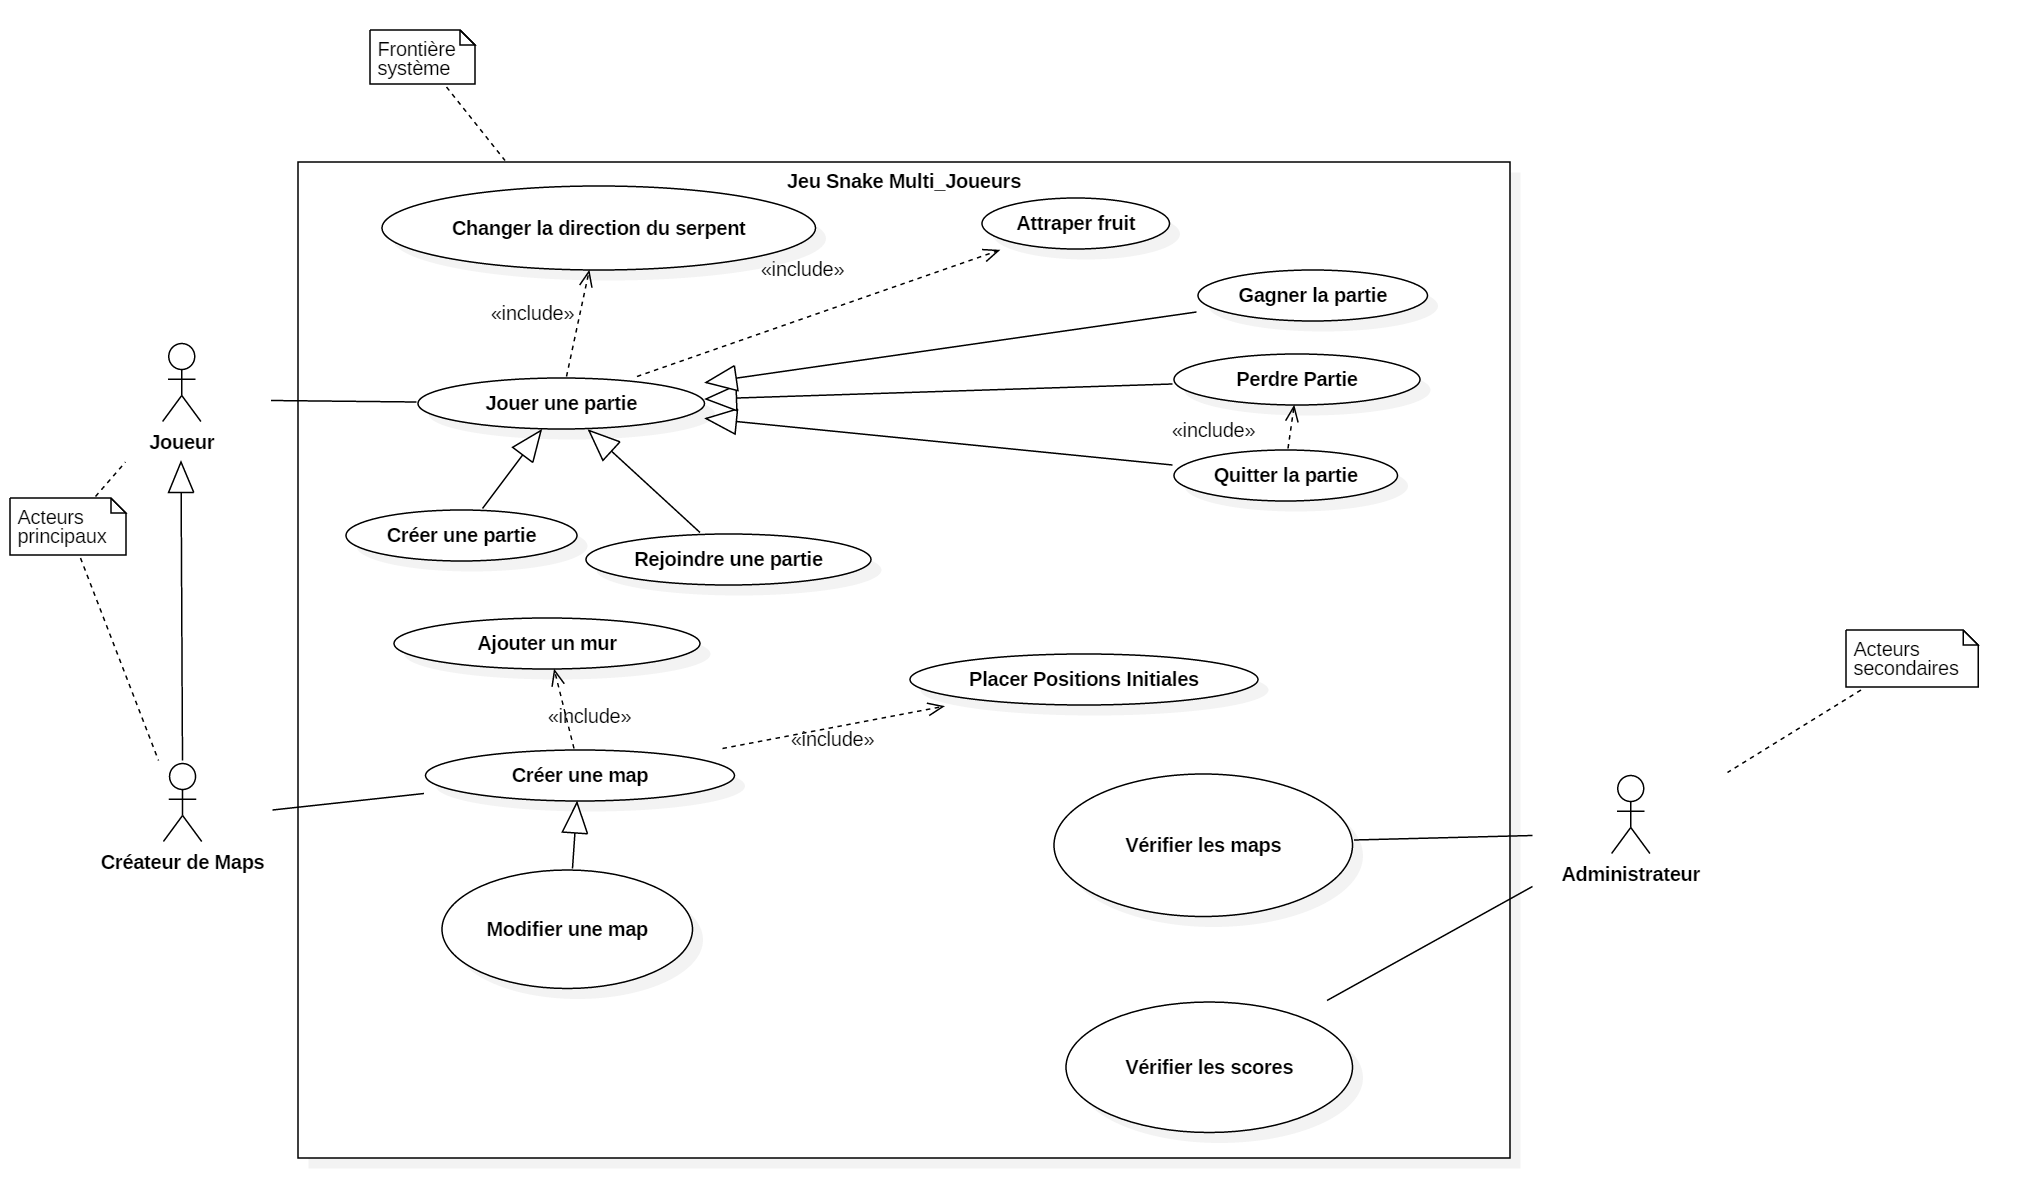 Frontière
système
Jeu Snake Multi_Joueurs
Changer la direction du serpent
Attraper fruit
«include»
«include»
Gagner la partie
Perdre Partie
Jouer une partie
«include»
Quitter la partie
Joueur
Acteurs
principaux
Créer une partie
Rejoindre une partie
Ajouter un mur
Placer Positions Initiales
Acteurs
secondaires
«include»
«include»
Créer une map
Vérifier les maps
Créateur de Maps
Administrateur
Modifier une map
Vérifier les scores